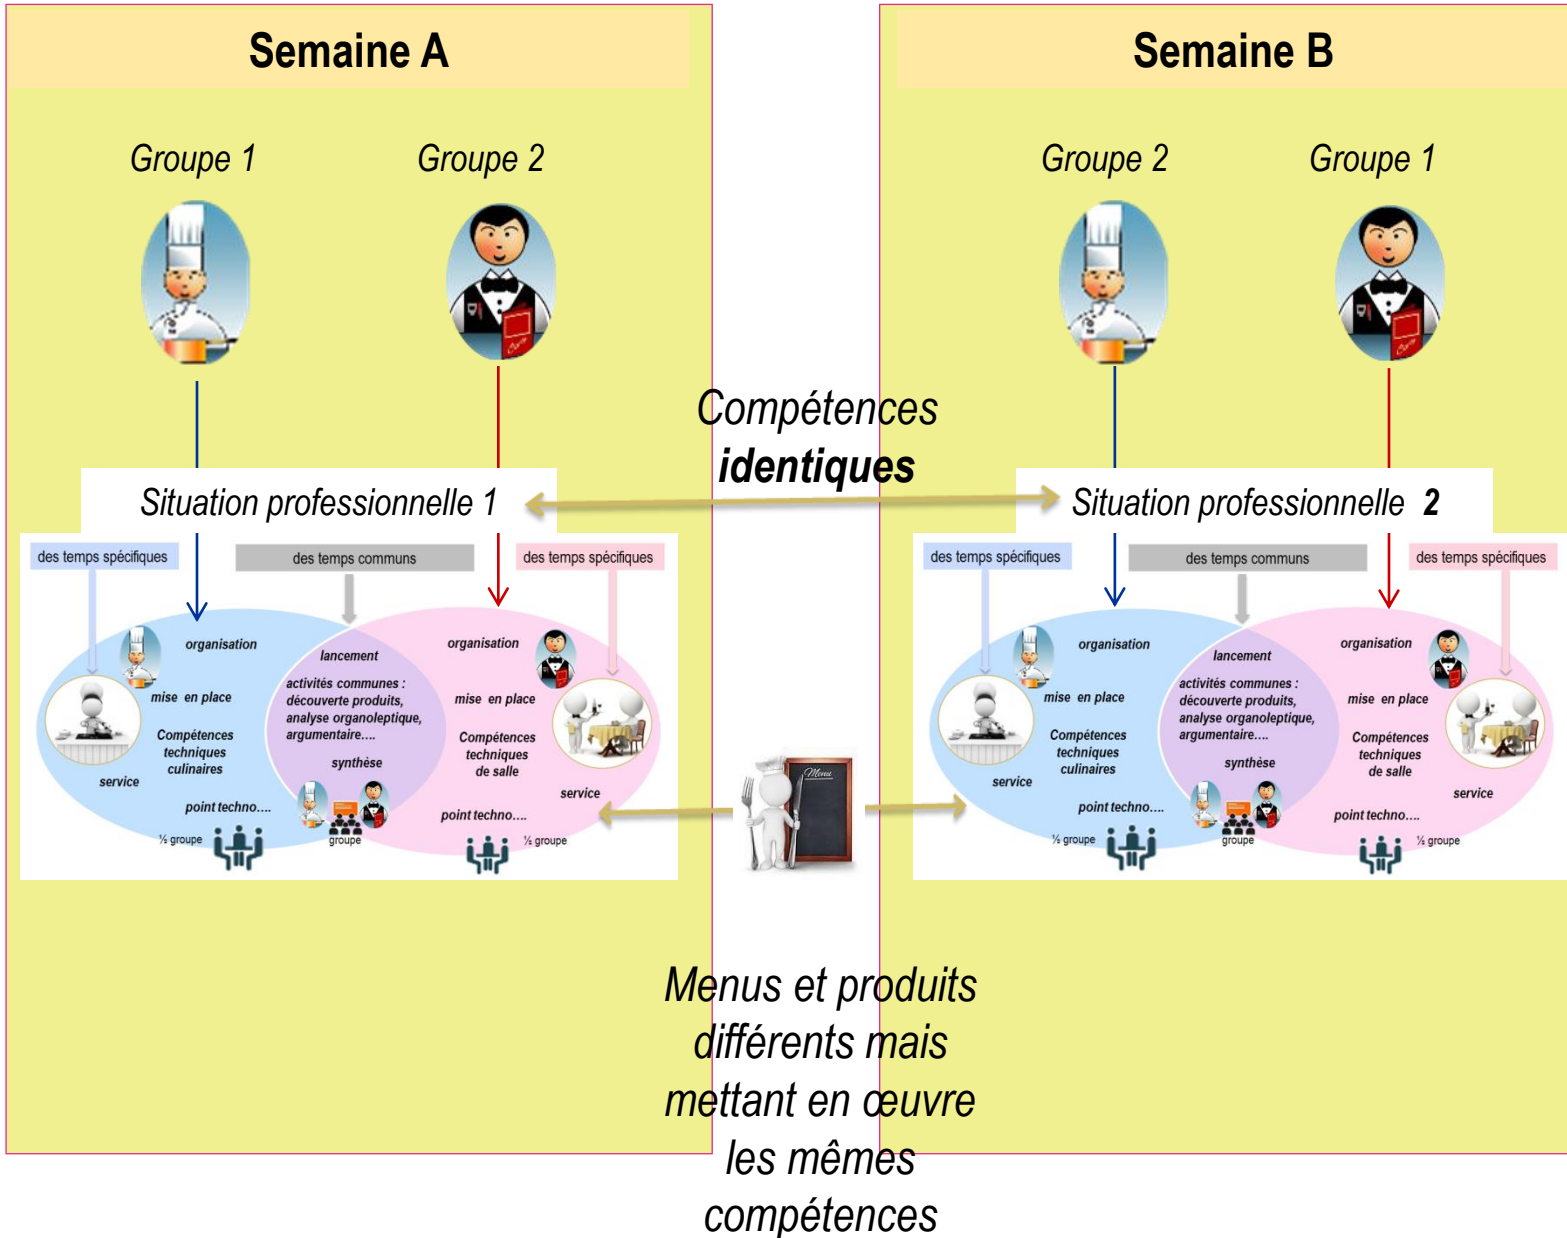 Semaine A
Groupe 1
Groupe 2
Situation professionnelle 1
des temps spécifiques
des temps communs
des temps spécifiques
organisation
mise en place
Compétences
techniques
culinaires
service
point techno....
½ groupe
lancement
activités communes :
découverte produits,
analyse organoleptique,
argumentaire....
synthèse
groupe
organisation
mise en place
Compétences
techniques
de salle
service
point techno....
½ groupe
Compétences
identiques
Menu
Menus et produits
différents mais
mettant en œuvre
les mêmes
compétences
Semaine B
Groupe 2
Groupe 1
Situation professionnelle 2
des temps spécifiques
des temps communs
des temps spécifiques
organisation
mise en place
Compétences
techniques
culinaires
service
point techno....
½ groupe
lancement
activités communes :
découverte produits,
analyse organoleptique,
argumentaire....
synthèse
groupe
organisation
mise en place
Compétences
techniques
de salle
service
point techno....
½ groupe